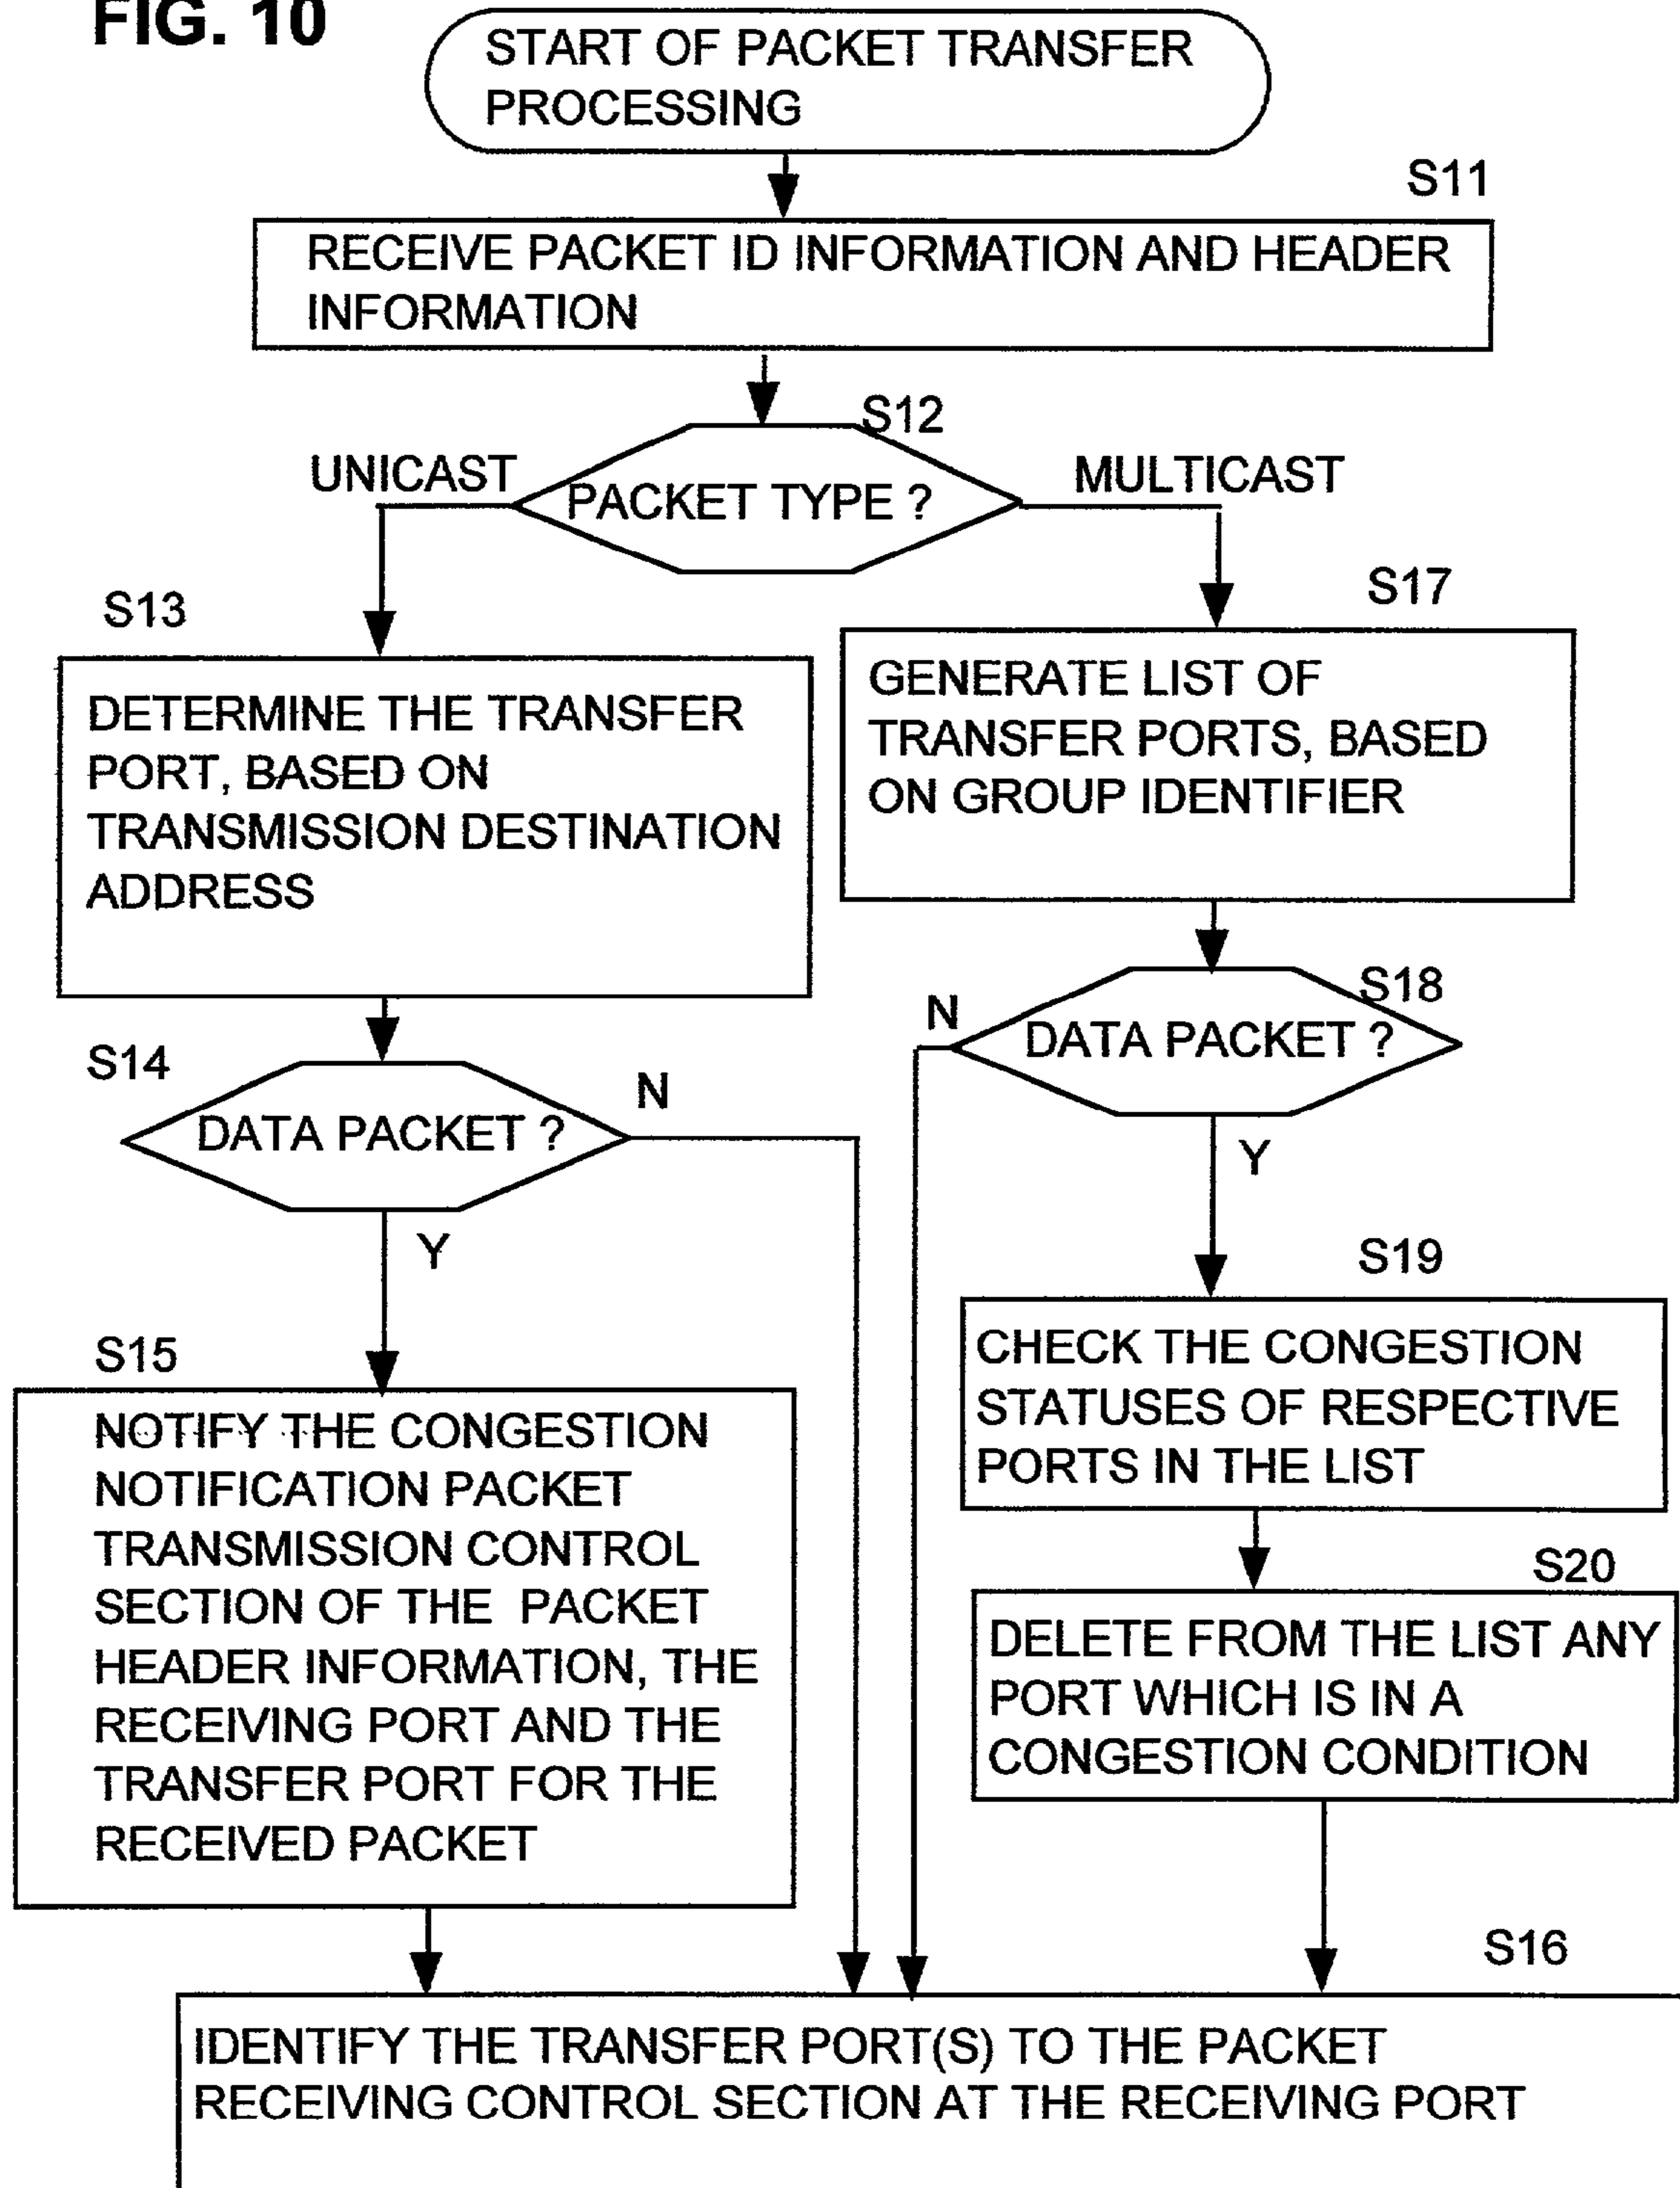 FIG. 10
START OF PACKET TRANSFER
PROCESSING
S11
RECEIVE PACKET ID INFORMATION AND HEADER
INFORMATION
S12
UNICAST
PACKET TYPE ?
MULTICAST
S13
DETERMINE THE TRANSFER
PORT, BASED ON
TRANSMISSION DESTINATION
ADDRESS
S17
GENERATE LIST OF
TRANSFER PORTS, BASED
ON GROUP IDENTIFIER
S14
DATA PACKET ?
N
Y
S18
N
DATA PACKET ?
Y
S15
NOTIFY THE CONGESTION
NOTIFICATION PACKET
TRANSMISSION CONTROL
SECTION OF THE PACKET
HEADER INFORMATION, THE
RECEIVING PORT AND THE
TRANSFER PORT FOR THE
RECEIVED PACKET
S19
CHECK THE CONGESTION
STATUSES OF RESPECTIVE
PORTS IN THE LIST
S20
DELETE FROM THE LIST ANY
PORT WHICH IS IN A
CONGESTION CONDITION
S16
IDENTIFY THE TRANSFER PORT(S) TO THE PACKET
RECEIVING CONTROL SECTION AT THE RECEIVING PORT